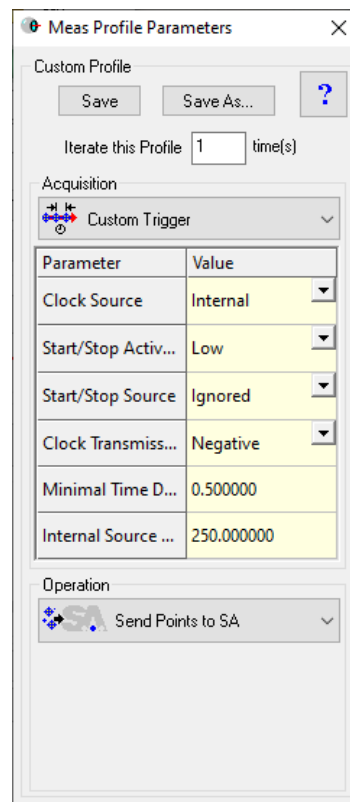 Meas Profile Parameters
Custom Profile
Save Save As... ?
Iterate this Profile 1 time(s)
Acquisition
Custom Trigger
Parameter Value
Clock Source Internal
Start/Stop Activ... Low
Start/Stop Source Ignored
Clock Transmiss... Negative
Minimal Time D... 0.500000
Internal Source ... 250.000000
Operation
SA Send Points to SA